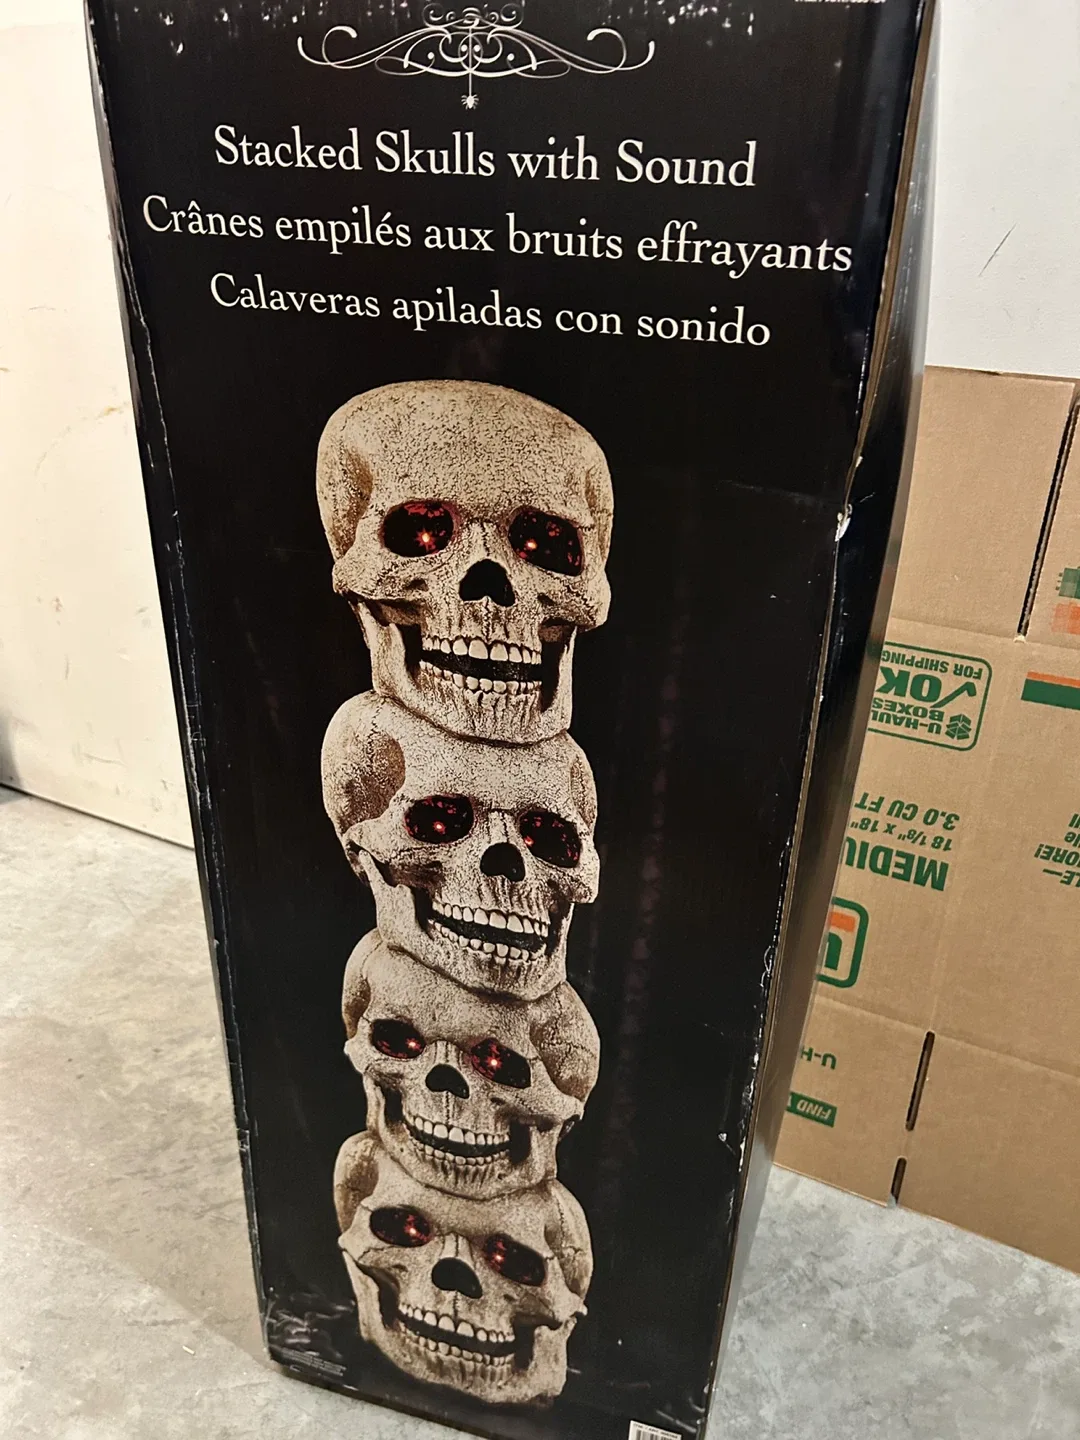 Stacked Skulls with Sound
Crânes empilés aux bruits effrayants
Calaveras apiladas con sonido
FOR SHIPPING
OK
BOXES
U-HAUL
3.0 CU FT
18 1/8" x 18"
U-H
FIND